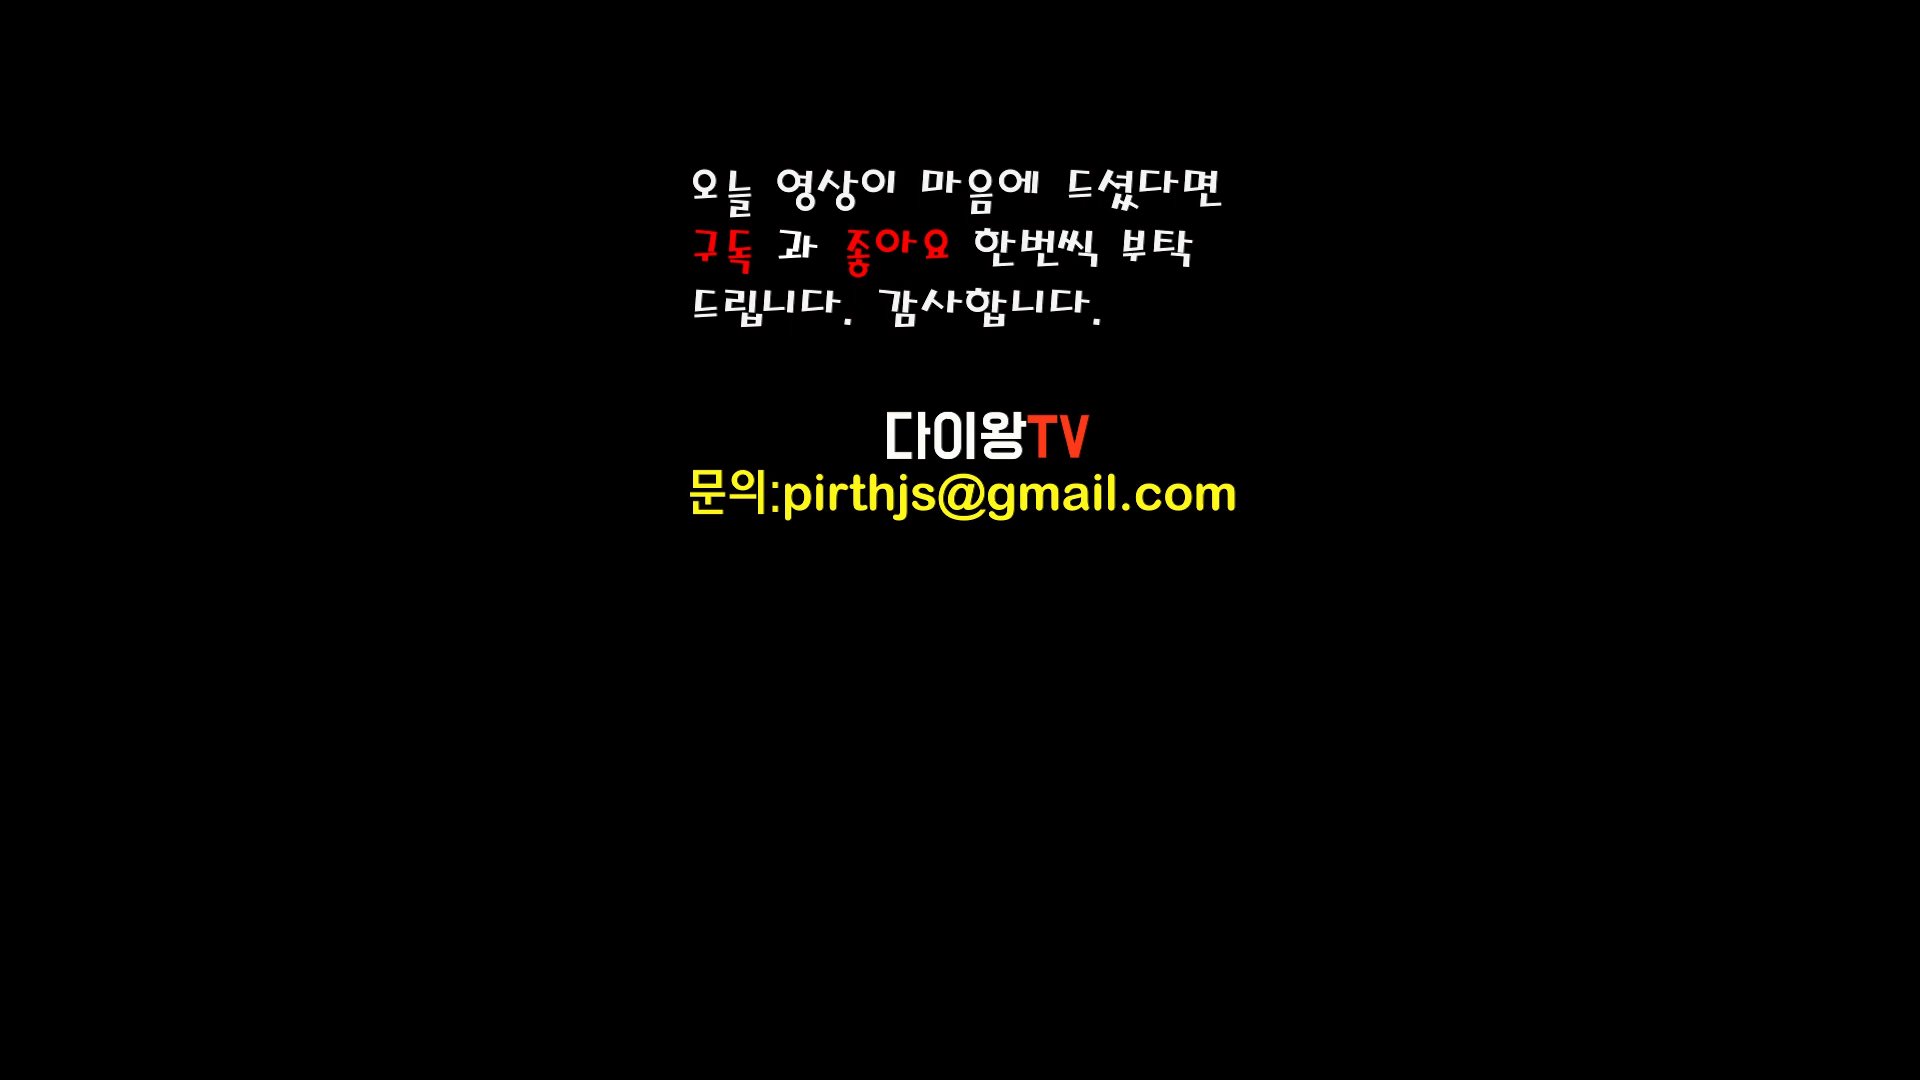 오늘 영상이 마음에 드셨다면
구독 과 좋아요 한번씩 부탁
드립니다. 감사합니다.
다이왕TV
문의:pirthjs@gmail.com